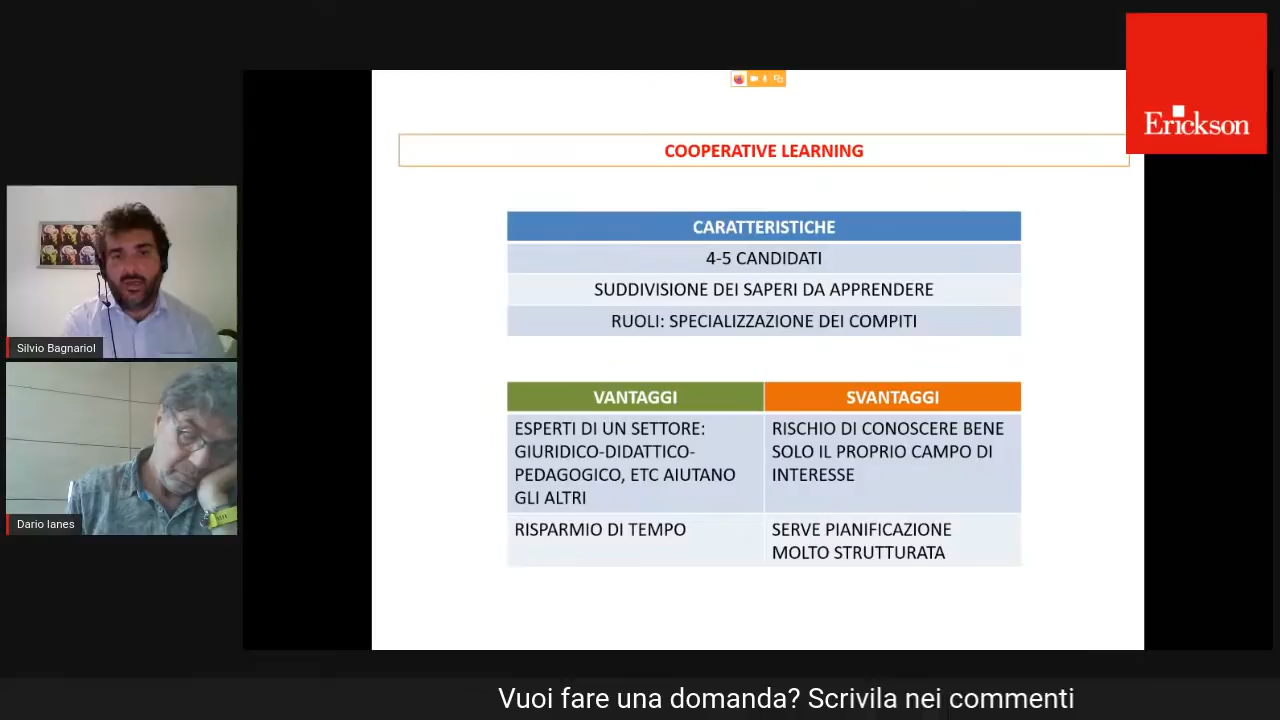 Erickson
COOPERATIVE LEARNING
CARATTERISTICHE
4-5 CANDIDATI
SUDDIVISIONE DEI SAPERI DA APPRENDERE
RUOLI: SPECIALIZZAZIONE DEI COMPITI
Silvio Bagnariol
Dario Ianes
VANTAGGI
ESPERTI DI UN SETTORE:
GIURIDICO-DIDATTICO-
PEDAGOGICO, ETC AIUTANO
GLI ALTRI
RISPARMIO DI TEMPO
SVANTAGGI
RISCHIO DI CONOSCERE BENE
SOLO IL PROPRIO CAMPO DI
INTERESSE
SERVE PIANIFICAZIONE
MOLTO STRUTTURATA
Vuoi fare una domanda? Scrivila nei commenti